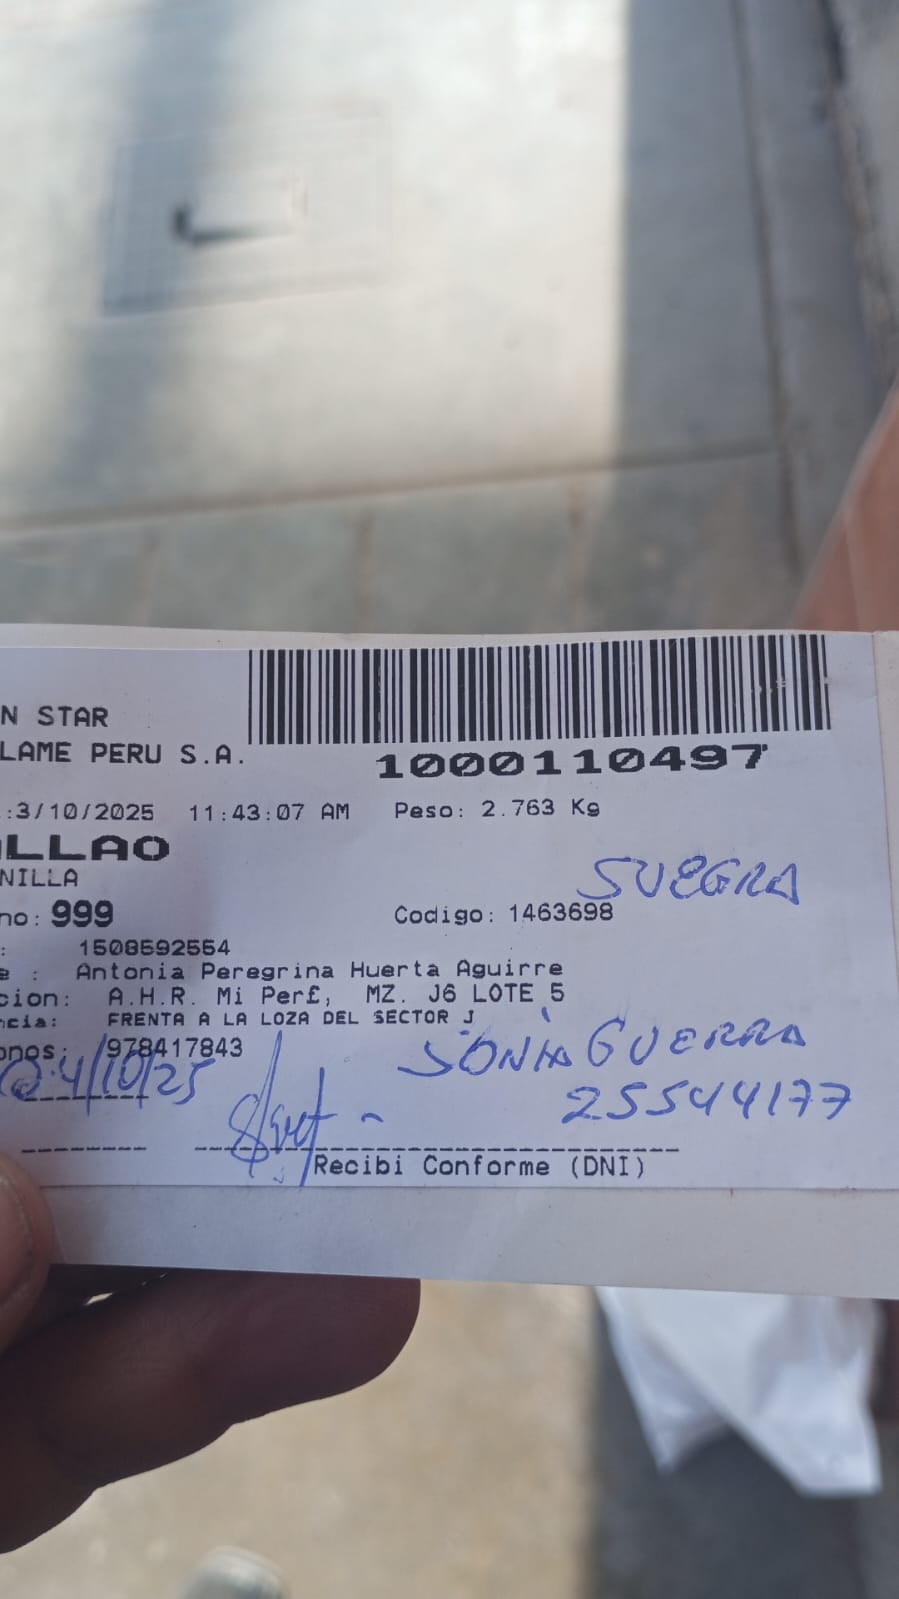 N STAR
LAME PERU S.A.
1000110497
:3/10/2025 11:43:07 AM Peso: 2.763 Kg
LLAO
NILLA
SUEGRA
no: 999 Codigo: 1463698
: 1508592554
e : Antonia Peregrina Huerta Aguirre
cion: A.H.R. Mi Per£, MZ. J6 LOTE 5
ncia: FRENTA A LA LOZA DEL SECTOR J
onos: 978417843
SONIA GUERRA
4/10/25
25544177
Recibi Conforme (DNI)